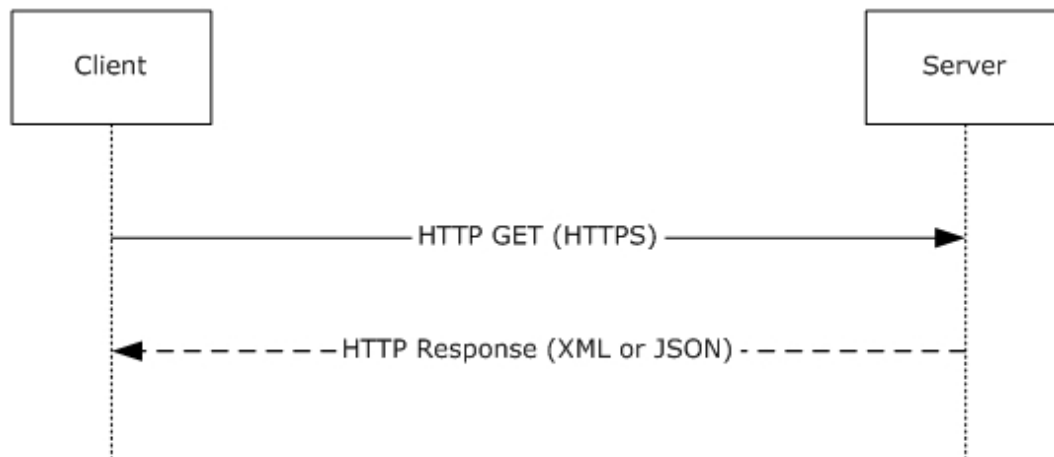 Client
Server
HTTP GET (HTTPS)
HTTP Response (XML or JSON)